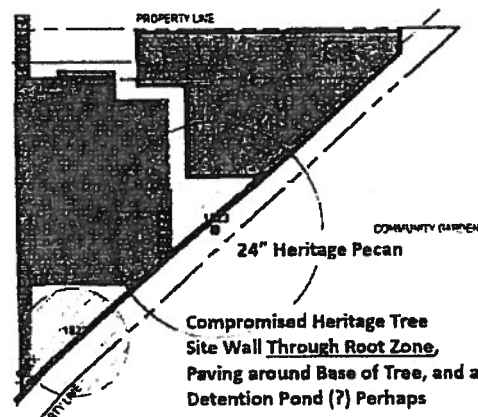 PROPERTY LINE
COMMUNITY GARDEN
24" Heritage Pecan
Compromised Heritage Tree
Site Wall Through Root Zone,
Paving around Base of Tree, and a
Detention Pond (?) Perhaps
LINE